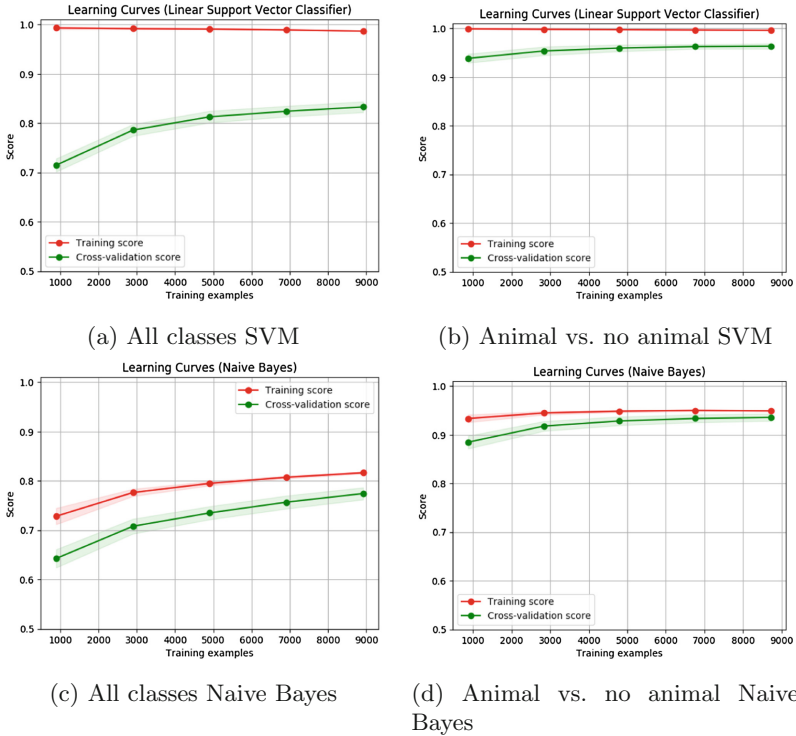 Learning Curves (Linear Support Vector Classifier)
1.0
0.9
0.8
0.7
0.6
0.5
Score
Training score
Cross-validation score
1000 2000 3000 4000 5000 6000 7000 8000 9000
Training examples
(a) All classes SVM
Learning Curves (Linear Support Vector Classifier)
1.0
0.9
0.8
0.7
0.6
0.5
Score
Training score
Cross-validation score
1000 2000 3000 4000 5000 6000 7000 8000 9000
Training examples
(b) Animal vs. no animal SVM
Learning Curves (Naive Bayes)
1.0
0.9
0.8
0.7
0.6
0.5
Score
Training score
Cross-validation score
1000 2000 3000 4000 5000 6000 7000 8000 9000
Training examples
(c) All classes Naive Bayes
Learning Curves (Naive Bayes)
1.0
0.9
0.8
0.7
0.6
0.5
Score
Training score
Cross-validation score
1000 2000 3000 4000 5000 6000 7000 8000 9000
Training examples
(d) Animal vs. no animal Naive
Bayes